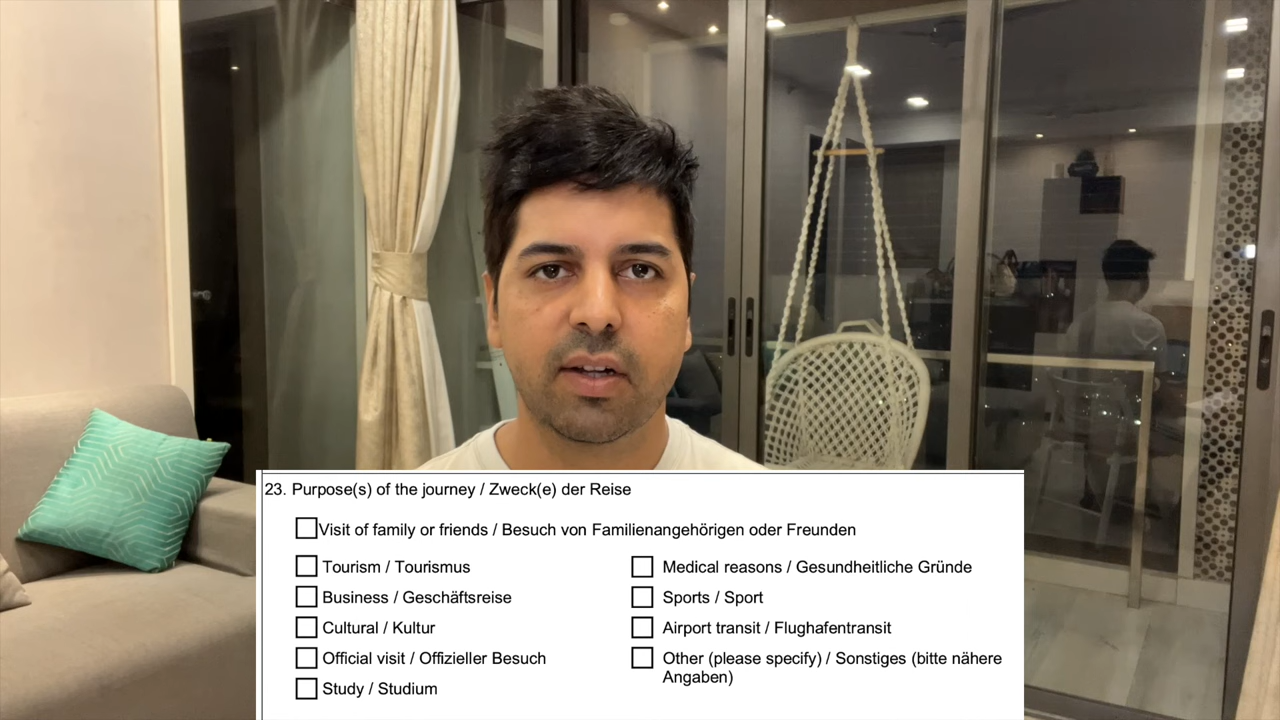 23. Purpose(s) of the journey / Zweck(e) der Reise
Visit of family or friends / Besuch von Familienangehörigen oder Freunden
Tourism / Tourismus
Medical reasons / Gesundheitliche Gründe
Business / Geschäftsreise
Sports / Sport
Cultural / Kultur
Airport transit / Flughafentransit
Official visit / Offizieller Besuch
Other (please specify) / Sonstiges (bitte nähere
Angaben)
Study / Studium